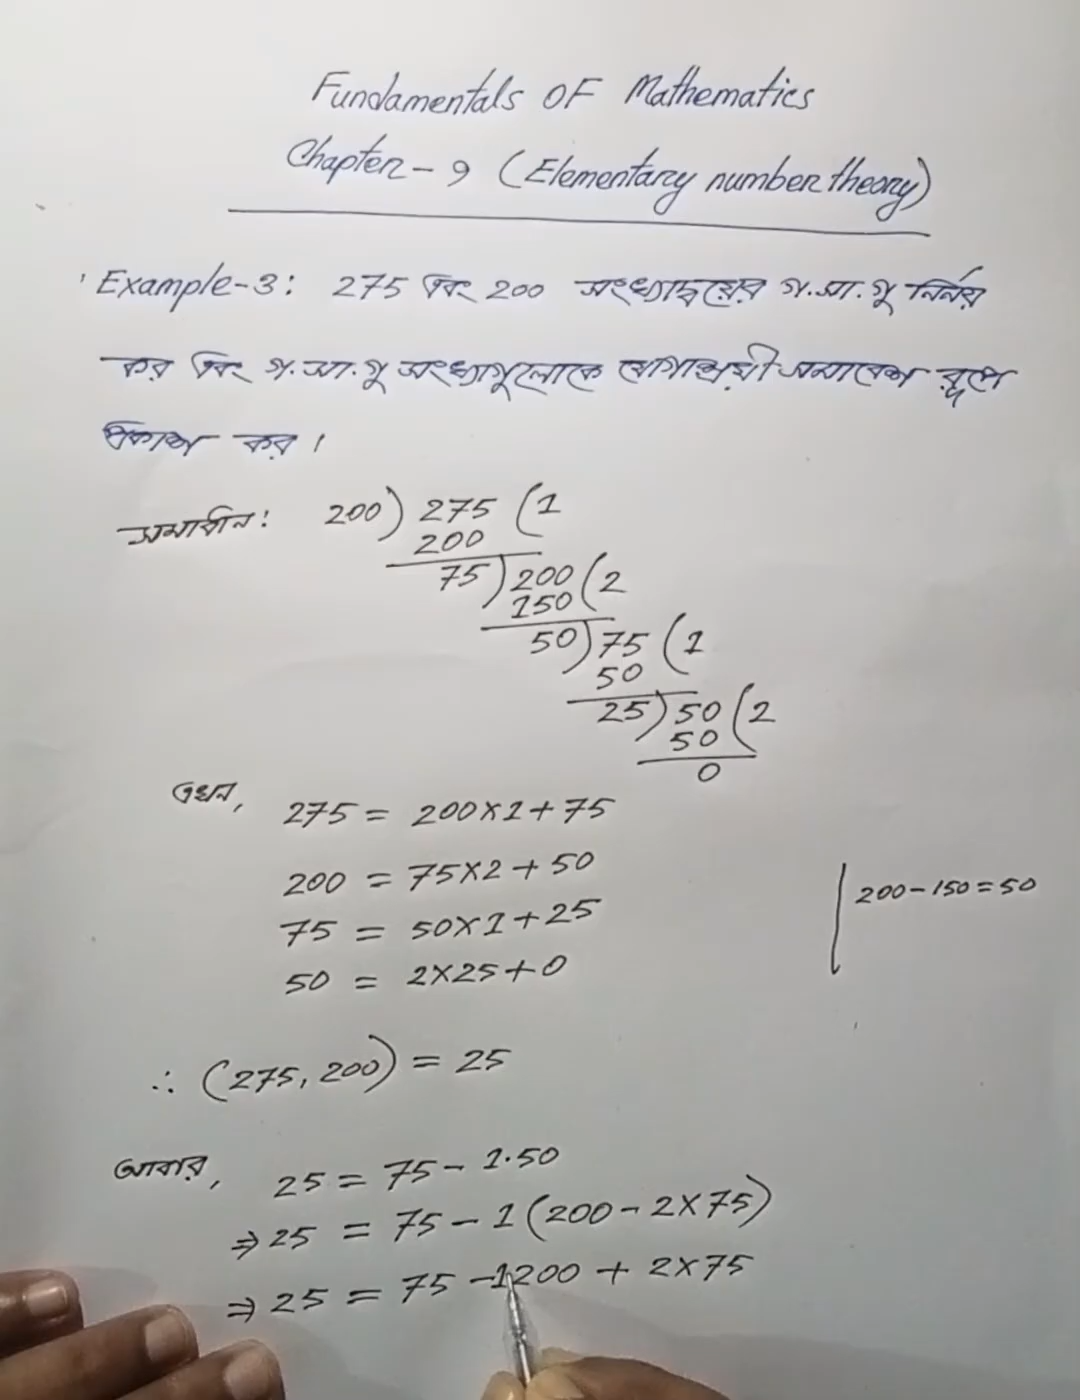 Fundamentals OF Mathematics
Chapter - 9 (Elementary number theory)
Example-3: 275 এবং 200 সংখ্যাদ্বয়ের গ.সা.গু নির্নয়
কর এবং গ.সা.গু সংখ্যাগুলোকে যোগাশ্রয়ী সমাবেশ রূপে
প্রকাশ কর।
সমাধান: 200) 275 (1
200
75) 200 (2
150
50) 75 (1
50
25) 50 (2
50
0
এখন, 275 = 200×1+75
200 = 75×2+50
200-150=50
75 = 50×1+25
50 = 2×25+0
∴ (275, 200) = 25
আবার, 25 = 75 - 1.50
⇒ 25 = 75 - 1(200 - 2×75)
⇒ 25 = 75 - 1200 + 2×75